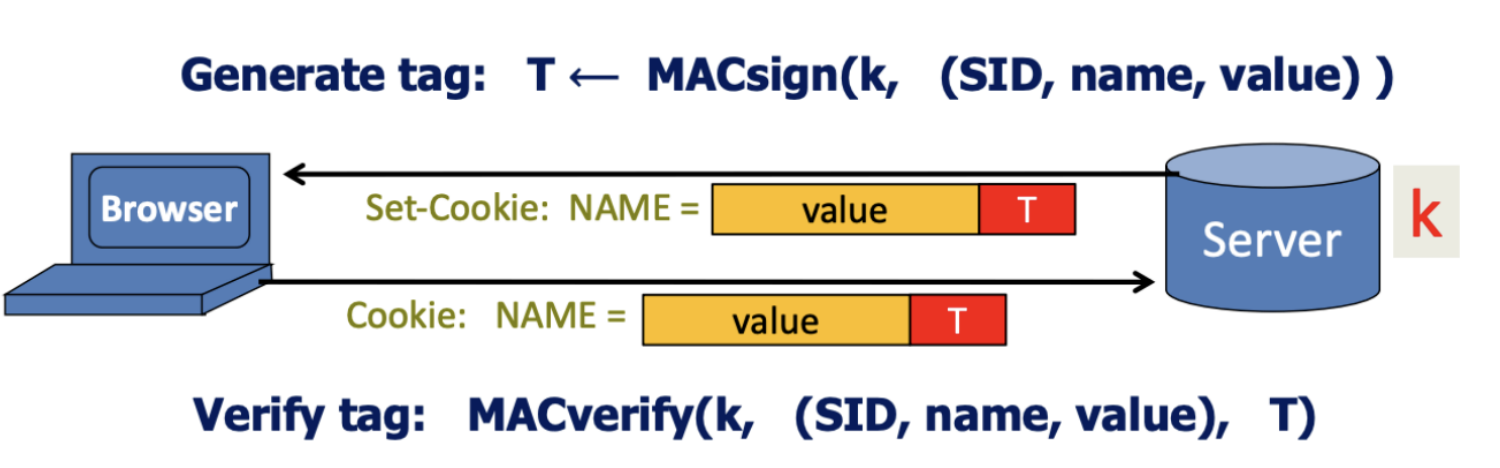 Generate tag: T ← MACsign(k, (SID, name, value) )
Browser
Set-Cookie: NAME = value T
Server
k
Cookie: NAME = value T
Verify tag: MACverify(k, (SID, name, value), T)